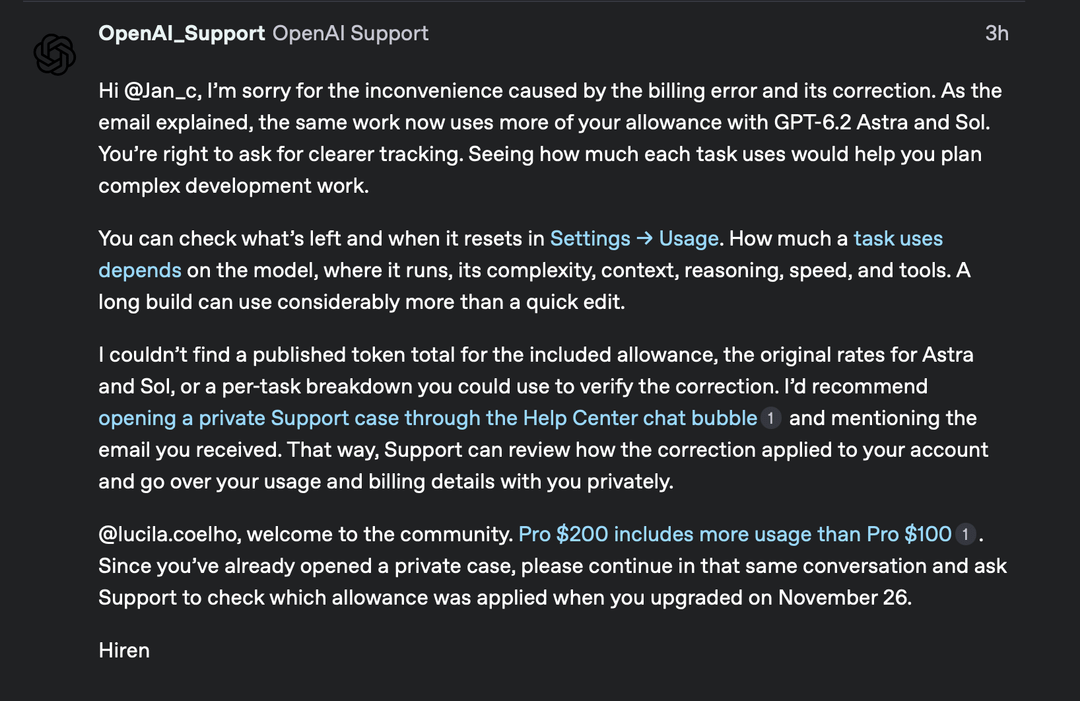 OpenAI_Support OpenAI Support 3h
Hi @Jan_c, I’m sorry for the inconvenience caused by the billing error and its correction. As the
email explained, the same work now uses more of your allowance with GPT-6.2 Astra and Sol.
You’re right to ask for clearer tracking. Seeing how much each task uses would help you plan
complex development work.
You can check what’s left and when it resets in Settings → Usage. How much a task uses
depends on the model, where it runs, its complexity, context, reasoning, speed, and tools. A
long build can use considerably more than a quick edit.
I couldn’t find a published token total for the included allowance, the original rates for Astra
and Sol, or a per-task breakdown you could use to verify the correction. I’d recommend
opening a private Support case through the Help Center chat bubble 1 and mentioning the
email you received. That way, Support can review how the correction applied to your account
and go over your usage and billing details with you privately.
@lucila.coelho, welcome to the community. Pro $200 includes more usage than Pro $100 1 .
Since you’ve already opened a private case, please continue in that same conversation and ask
Support to check which allowance was applied when you upgraded on November 26.
Hiren